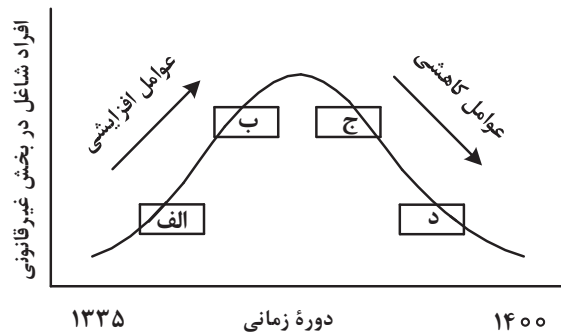 افراد شاغل در بخش غیرقانونی
عوامل افزایشی
عوامل کاهشی
ب
ج
الف
د
۱۳۳۵
دورهٔ زمانی
۱۴۰۰